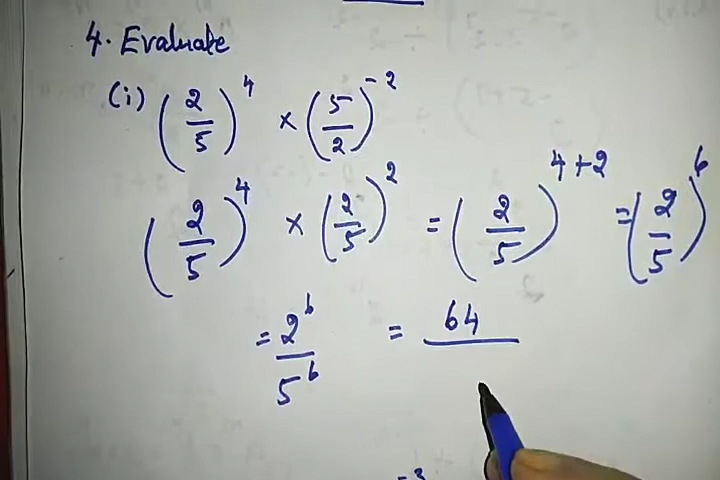 4. Evaluate
(i) (2/5)^4 × (5/2)^-2
(2/5)^4 × (2/5)^2 = (2/5)^4+2 = (2/5)^6
= 2^6/5^6 = 64
-3